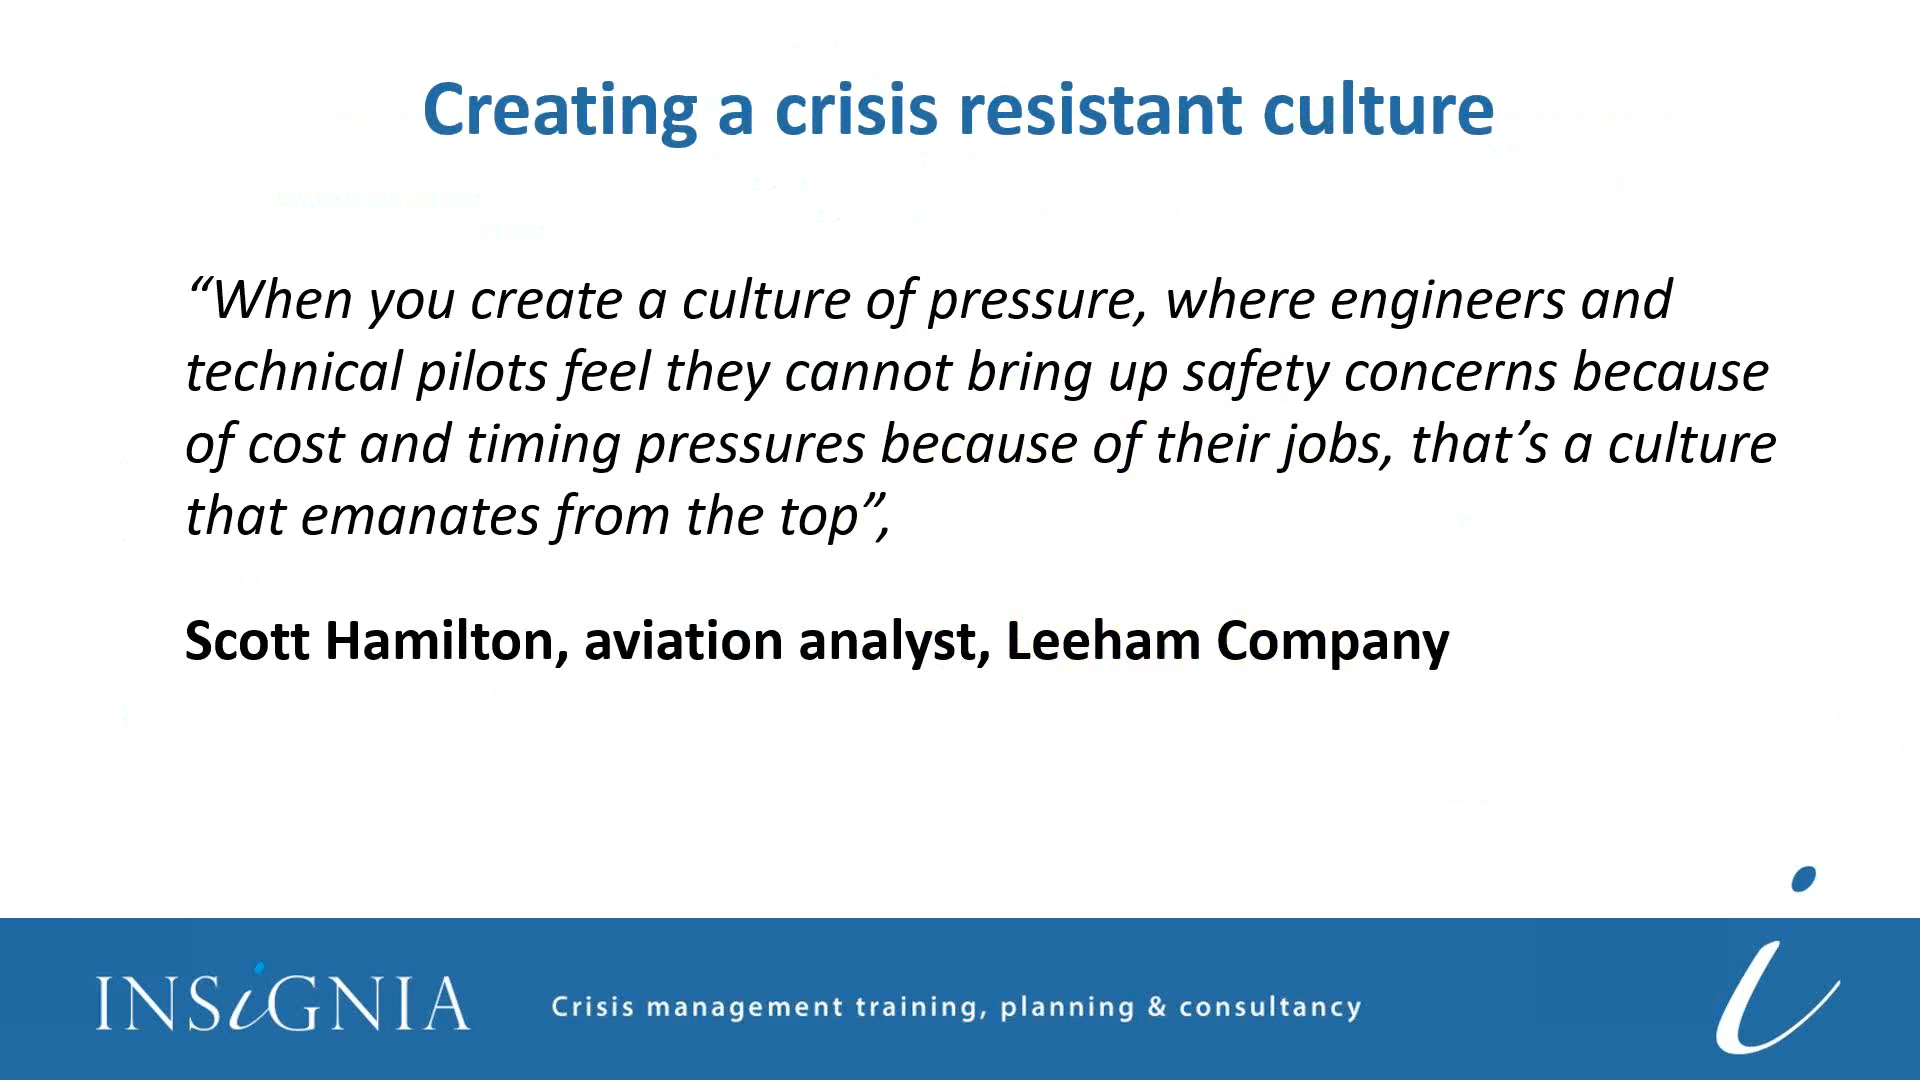 Creating a crisis resistant culture
“When you create a culture of pressure, where engineers and
technical pilots feel they cannot bring up safety concerns because
of cost and timing pressures because of their jobs, that’s a culture
that emanates from the top”,
Scott Hamilton, aviation analyst, Leeham Company
INSiGNIA
Crisis management training, planning & consultancy
i